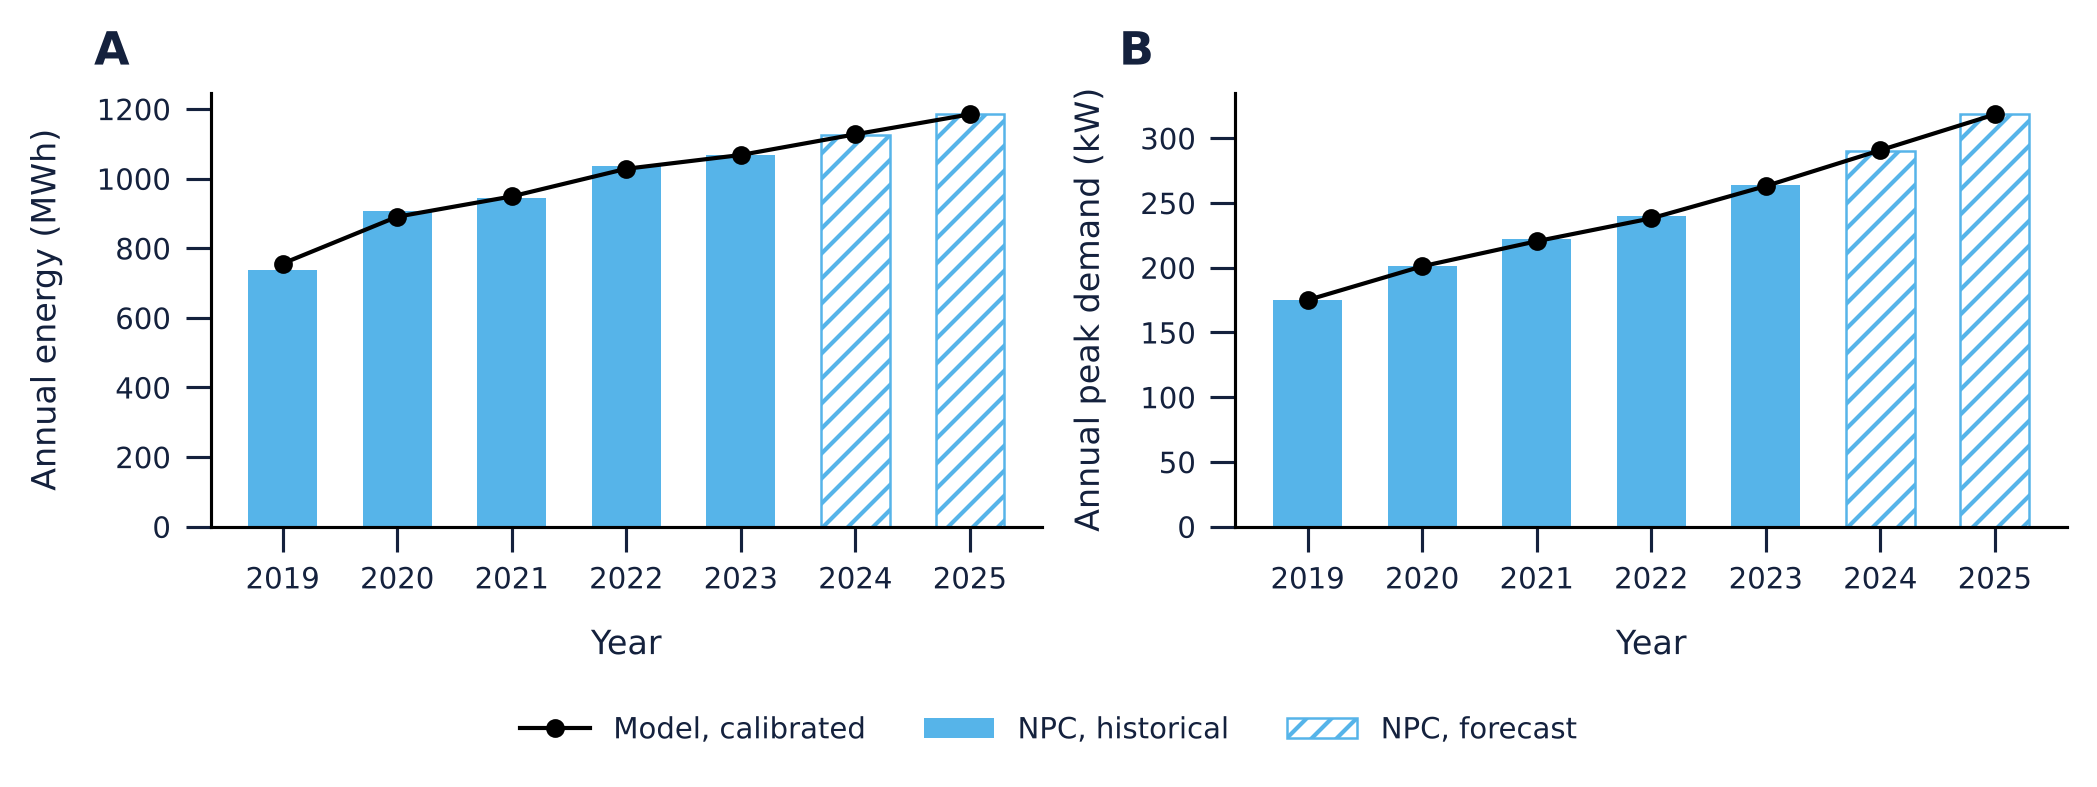 A
Annual energy (MWh)
1200
1000
800
600
400
200
0
2019 2020 2021 2022 2023 2024 2025
Year
B
Annual peak demand (kW)
300
250
200
150
100
50
0
2019 2020 2021 2022 2023 2024 2025
Year
Model, calibrated NPC, historical NPC, forecast